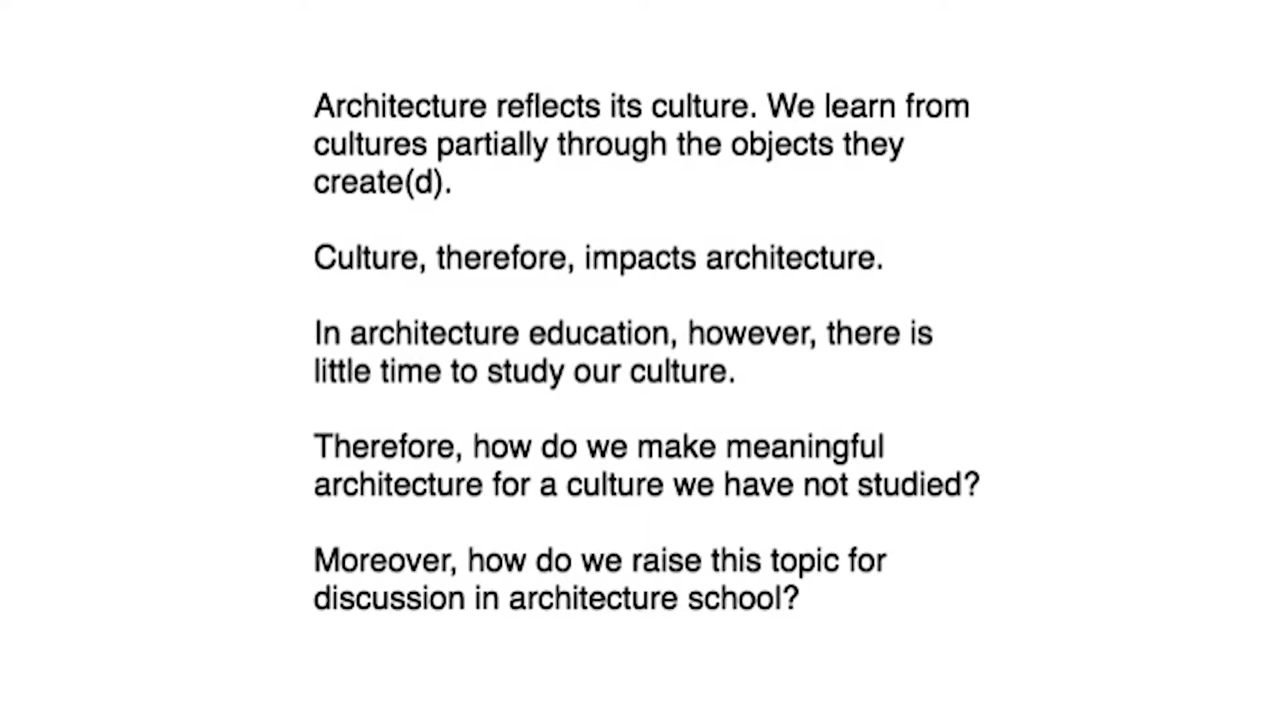 Architecture reflects its culture. We learn from
cultures partially through the objects they
create(d).
Culture, therefore, impacts architecture.
In architecture education, however, there is
little time to study our culture.
Therefore, how do we make meaningful
architecture for a culture we have not studied?
Moreover, how do we raise this topic for
discussion in architecture school?